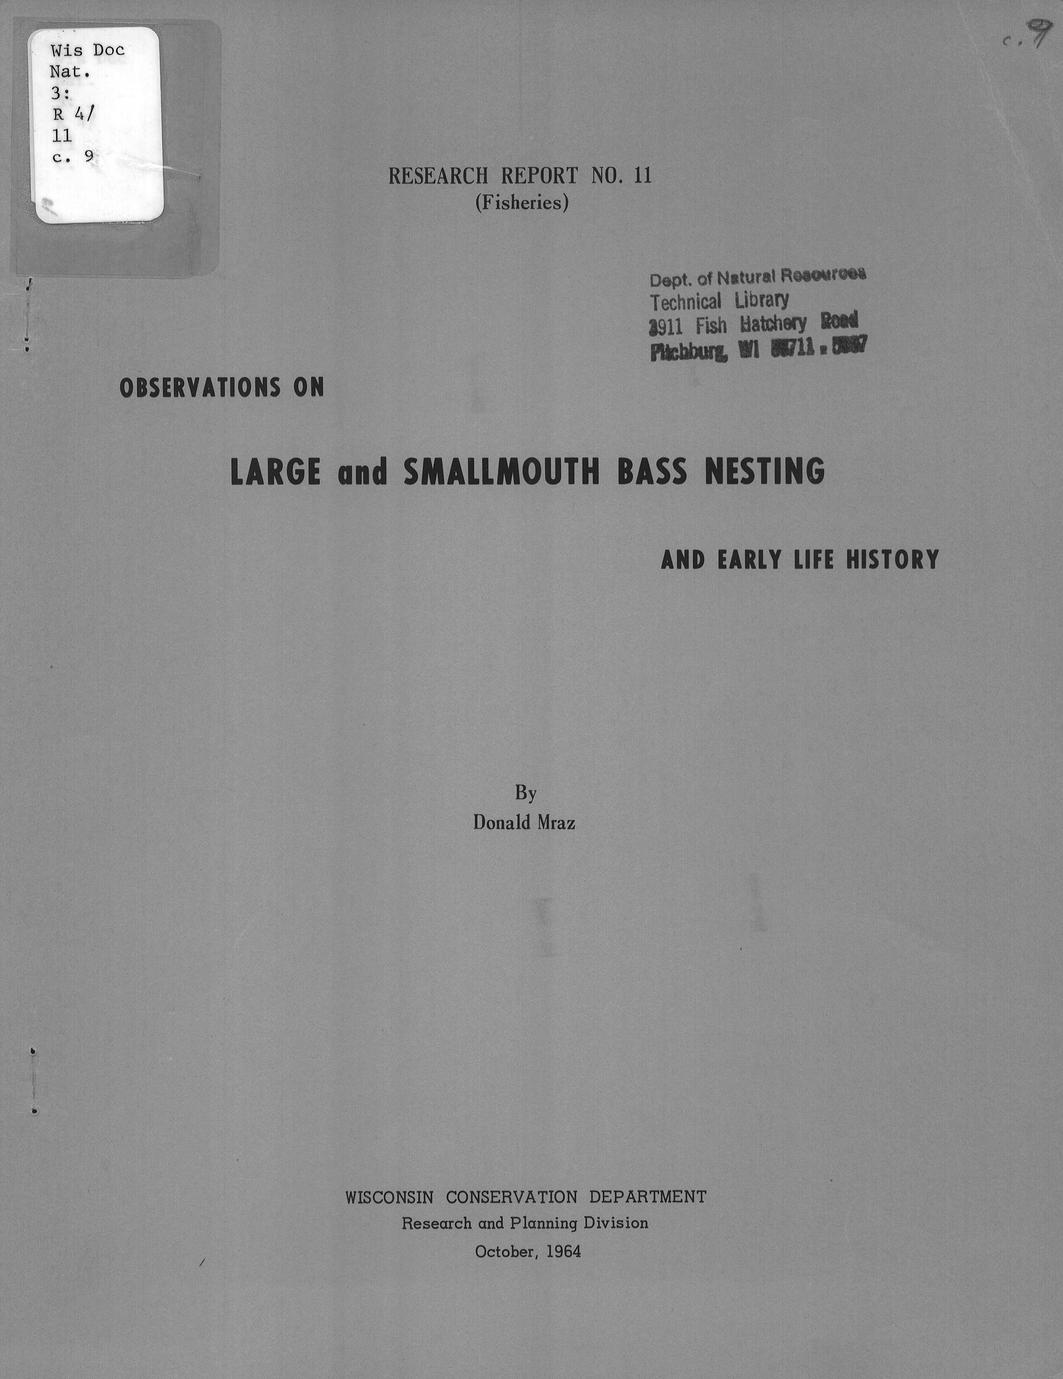 Wis Doc
Nat.
3:
R 4/
11
c. 9
c. 9
RESEARCH REPORT NO. 11
(Fisheries)
Dept. of Natural Resources
Technical Library
3911 Fish Hatchery Road
Fitchburg, WI
OBSERVATIONS ON
LARGE and SMALLMOUTH BASS NESTING
AND EARLY LIFE HISTORY
By
Donald Mraz
WISCONSIN CONSERVATION DEPARTMENT
Research and Planning Division
October, 1964